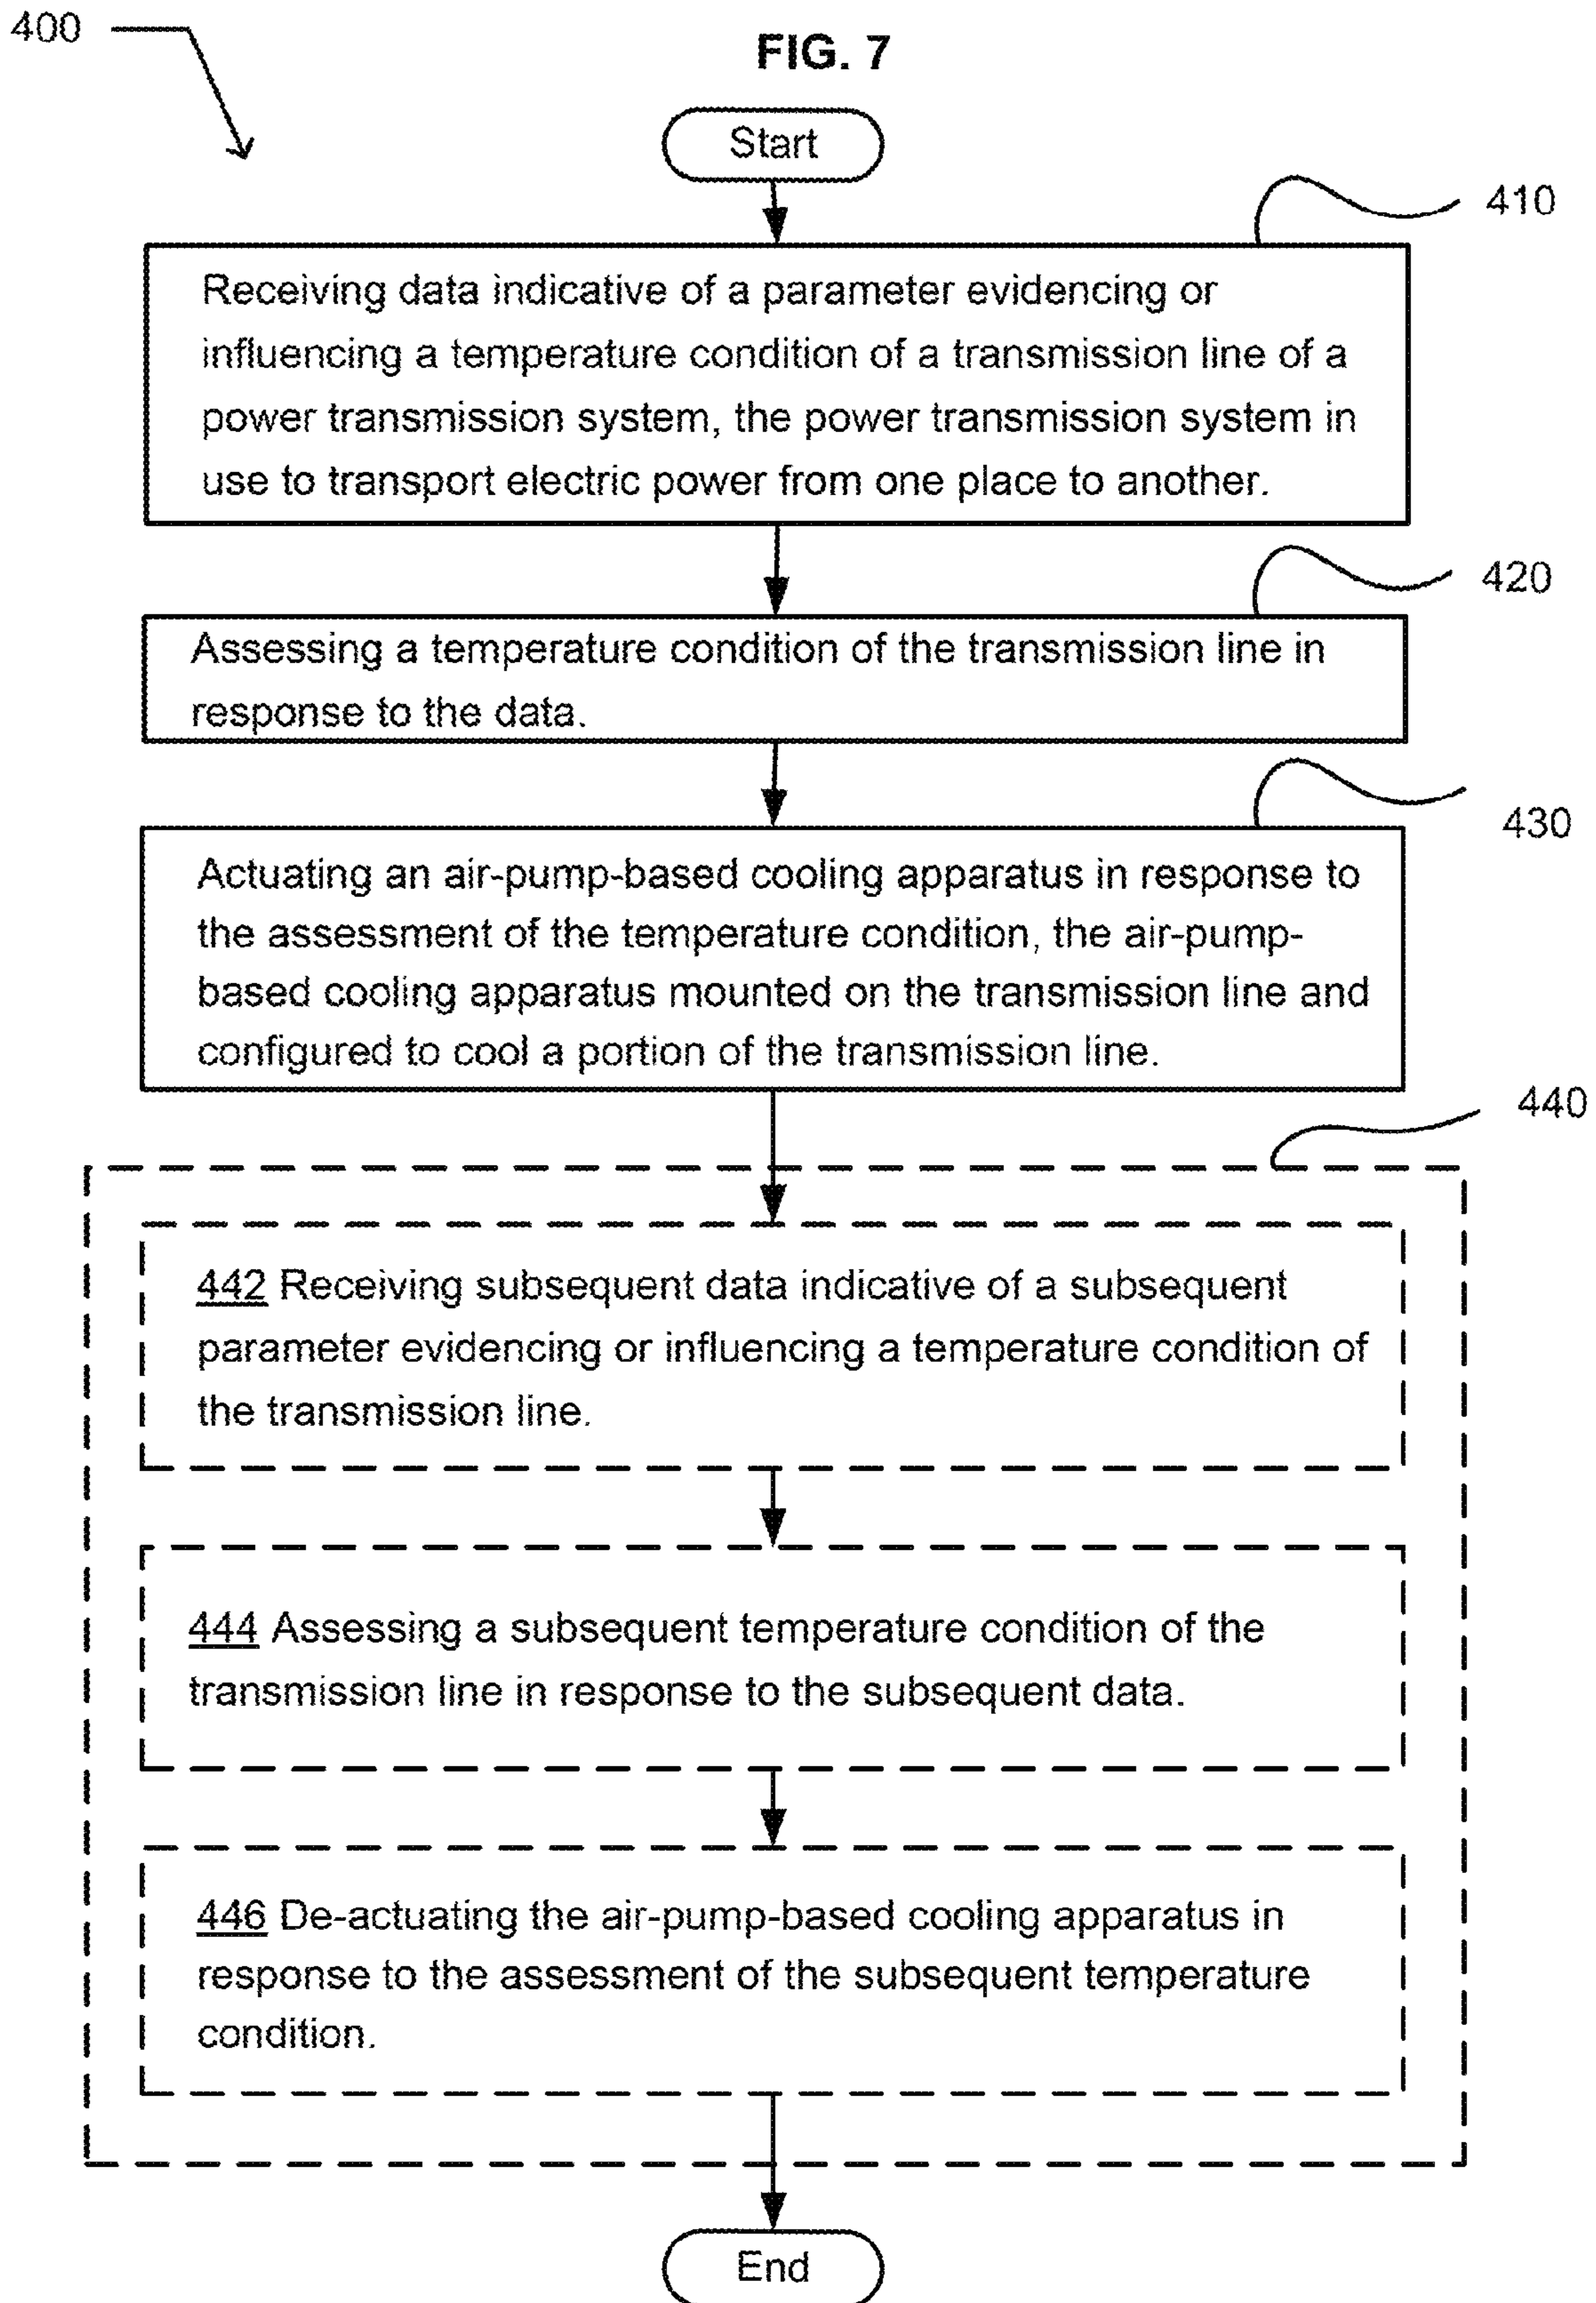 400
FIG. 7
Start
410
Receiving data indicative of a parameter evidencing or
influencing a temperature condition of a transmission line of a
power transmission system, the power transmission system in
use to transport electric power from one place to another.
420
Assessing a temperature condition of the transmission line in
response to the data.
430
Actuating an air-pump-based cooling apparatus in response to
the assessment of the temperature condition, the air-pump-
based cooling apparatus mounted on the transmission line and
configured to cool a portion of the transmission line.
440
442 Receiving subsequent data indicative of a subsequent
parameter evidencing or influencing a temperature condition of
the transmission line.
444 Assessing a subsequent temperature condition of the
transmission line in response to the subsequent data.
446 De-actuating the air-pump-based cooling apparatus in
response to the assessment of the subsequent temperature
condition.
End